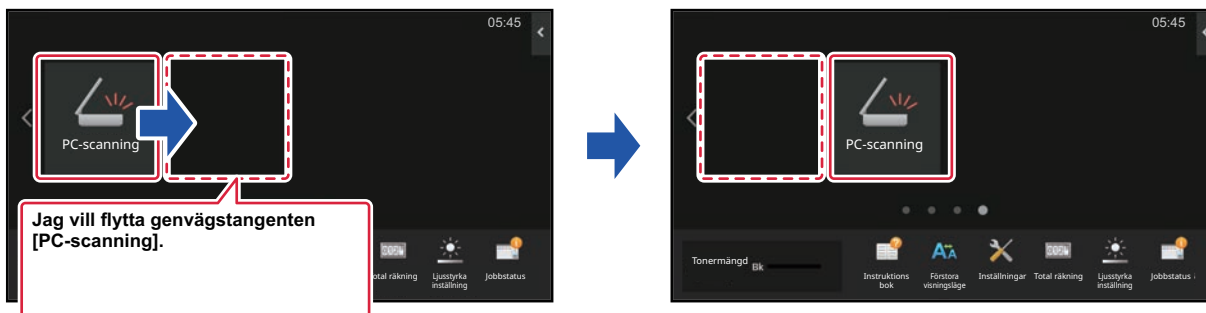 05:45
PC-scanning
Jag vill flytta genvägstangenten
[PC-scanning].
otal räkning
Ljusstyrka
inställning
Jobbstatus
05:45
PC-scanning
Tonermängd
Bk
Instruktions
bok
Förstora
visningsläge
Inställningar
Total räkning
Ljusstyrka
inställning
Jobbstatus